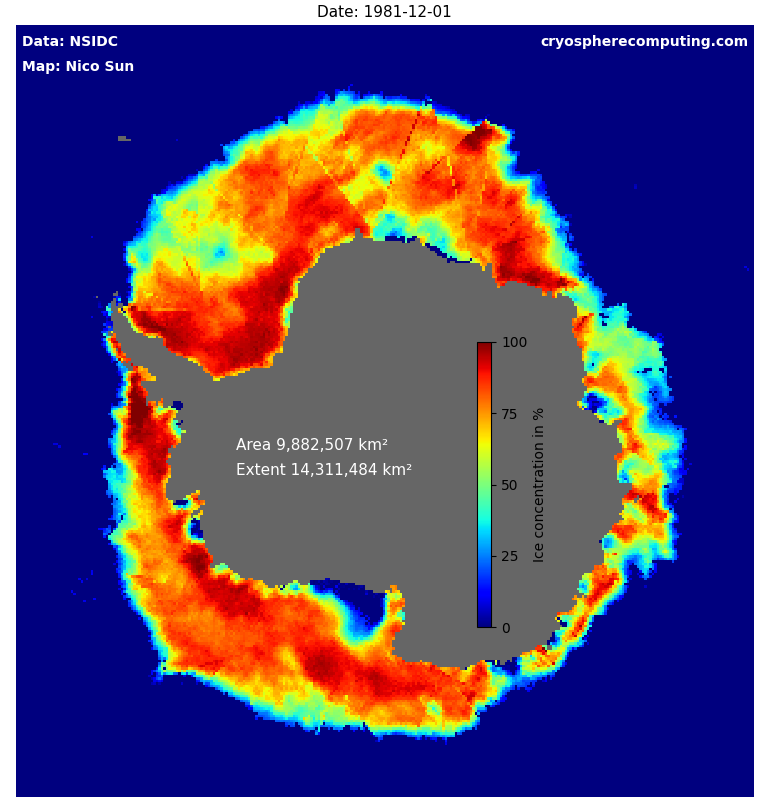 Date: 1981-12-01
Data: NSIDC
cryospherecomputing.com
Map: Nico Sun
100
75
50
25
0
Ice concentration in %
Area 9,882,507 km²
Extent 14,311,484 km²